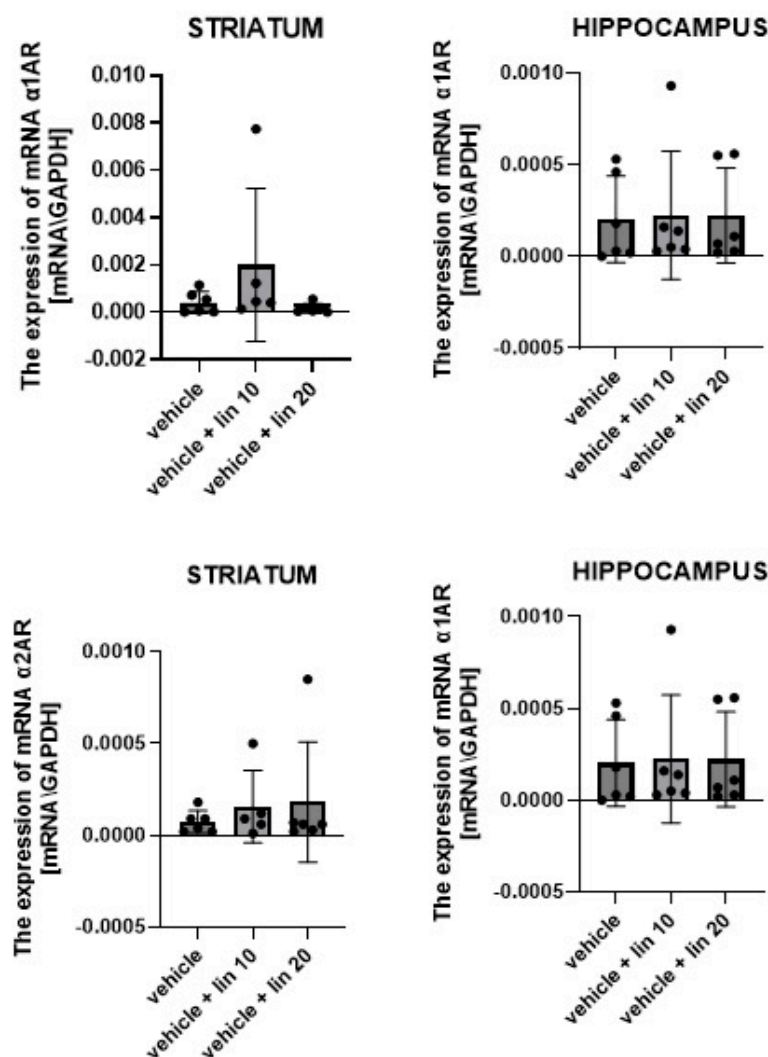 STRIATUM
The expression of mRNA α1AR
[mRNA\GAPDH]
0.010
0.008
0.006
0.004
0.002
0.000
-0.002
vehicle
vehicle + lin 10
vehicle + lin 20
HIPPOCAMPUS
The expression of mRNA α1AR
[mRNA\GAPDH]
0.0010
0.0005
0.0000
-0.0005
vehicle
vehicle + lin 10
vehicle + lin 20
STRIATUM
The expression of mRNA α2AR
[mRNA\GAPDH]
0.0010
0.0005
0.0000
-0.0005
vehicle
vehicle + lin 10
vehicle + lin 20
HIPPOCAMPUS
The expression of mRNA α1AR
[mRNA\GAPDH]
0.0010
0.0005
0.0000
-0.0005
vehicle
vehicle + lin 10
vehicle + lin 20